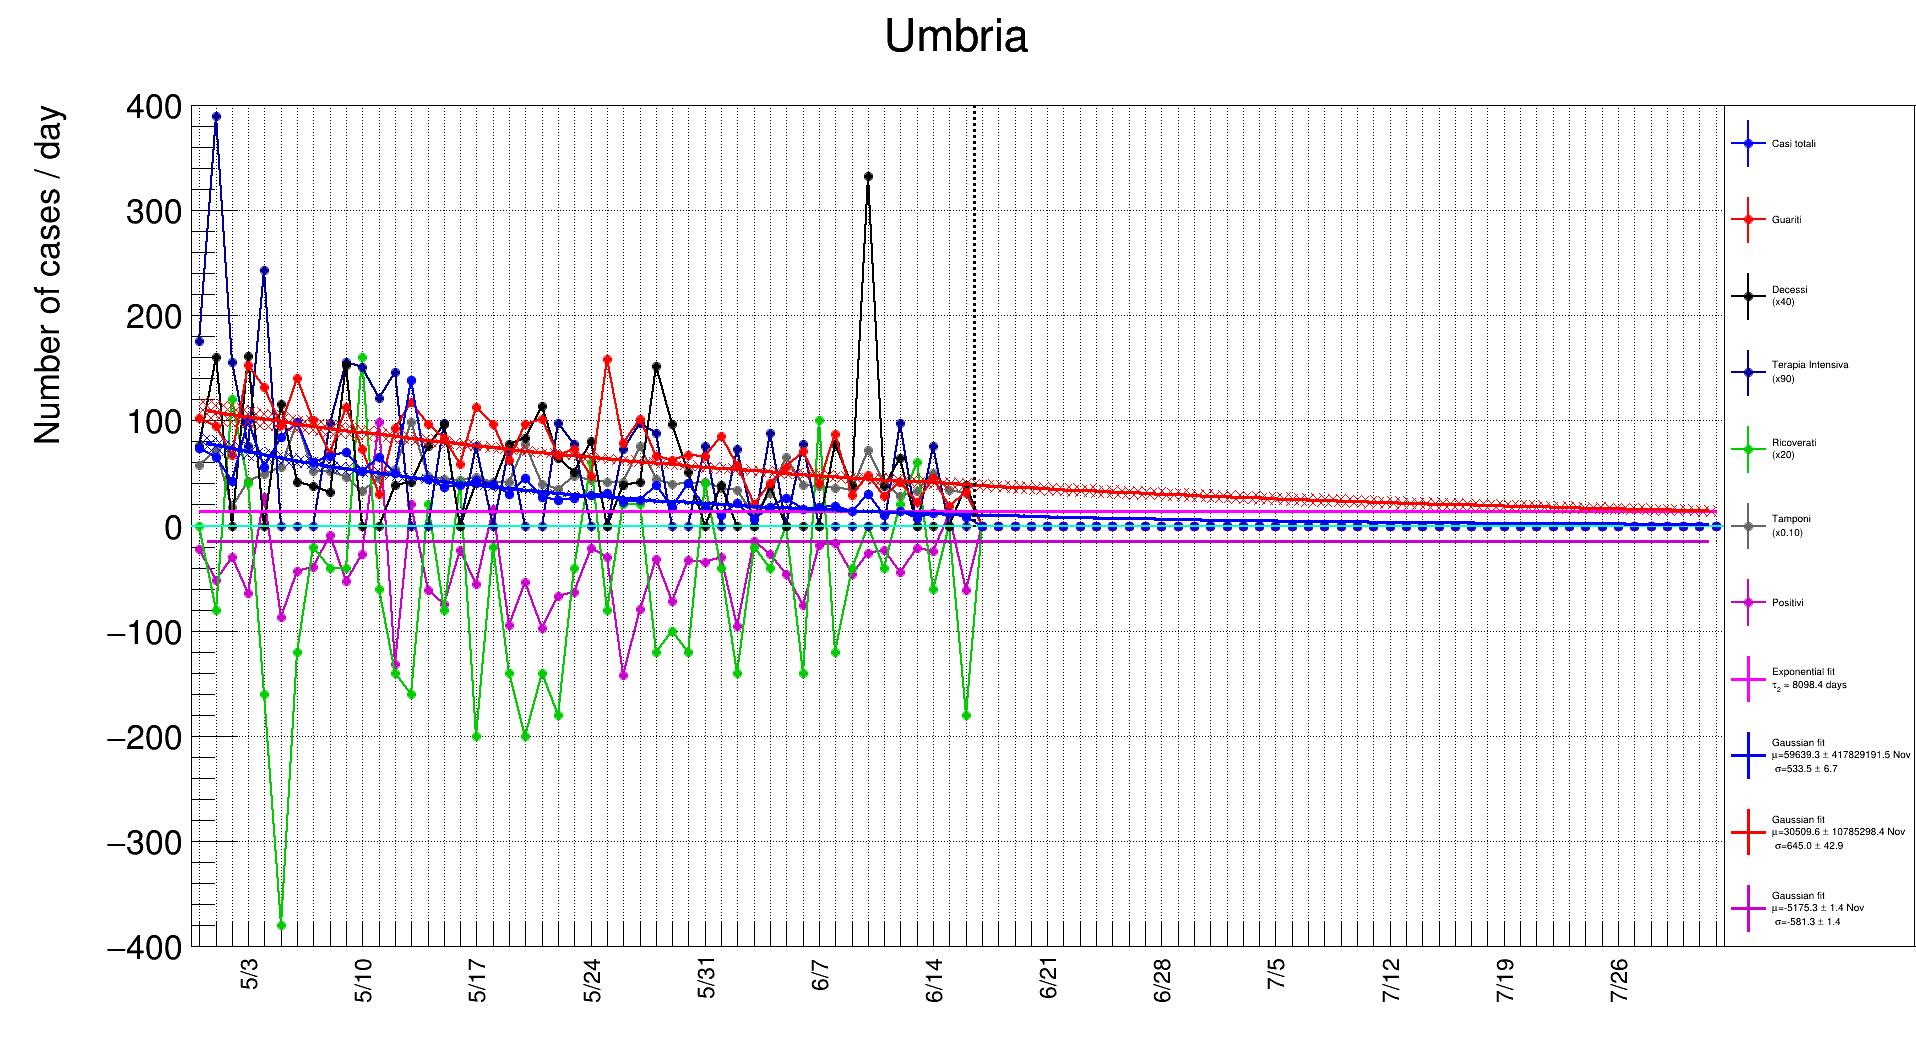 Umbria
Number of cases / day
400
300
200
100
0
−100
−200
−300
−400
5/3
5/10
5/17
5/24
5/31
6/7
6/14
6/21
6/28
7/5
7/12
7/19
7/26
Casi totali
Guariti
Decessi
(x40)
Terapia Intensiva
(x90)
Ricoverati
(x20)
Tamponi
(x0.10)
Positivi
Exponential fit
τ2 = 8098.4 days
Gaussian fit
μ=59639.3 ± 417829191.5 Nov
σ=533.5 ± 6.7
Gaussian fit
μ=30509.6 ± 10785298.4 Nov
σ=645.0 ± 42.9
Gaussian fit
μ=-5175.3 ± 1.4 Nov
σ=-581.3 ± 1.4